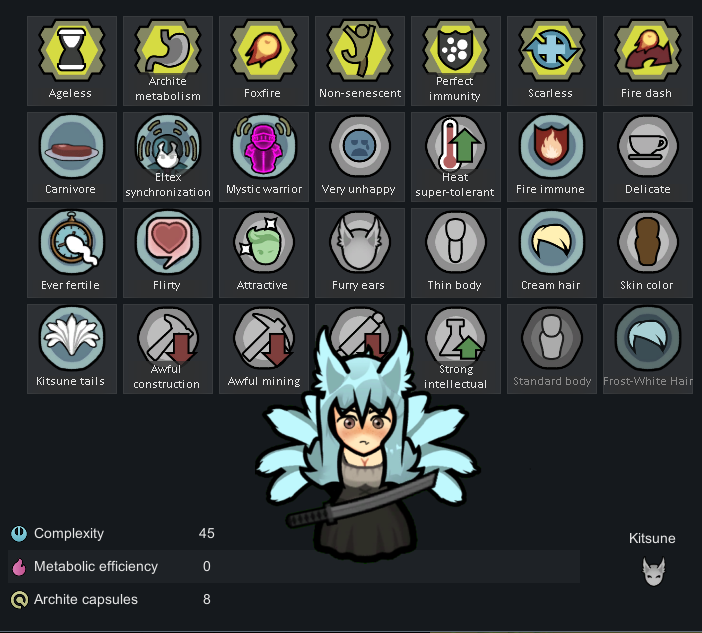 Ageless
Archite
metabolism
Foxfire
Non-senescent
Perfect
immunity
Scarless
Fire dash
Carnivore
Eltex
synchronization
Mystic warrior
Very unhappy
Heat
super-tolerant
Fire immune
Delicate
Ever fertile
Flirty
Attractive
Furry ears
Thin body
Cream hair
Skin color
Kitsune tails
Awful
construction
Awful mining
Strong
intellectual
Standard body
Frost-White Hair
Complexity 45
Metabolic efficiency 0
Archite capsules 8
Kitsune